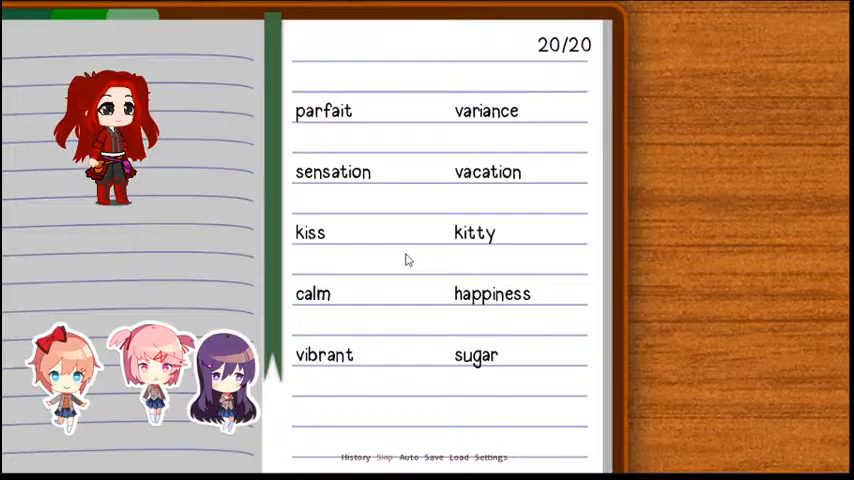 20/20
parfait variance
sensation vacation
kiss kitty
calm happiness
vibrant sugar
History Skip Auto Save Load Settings